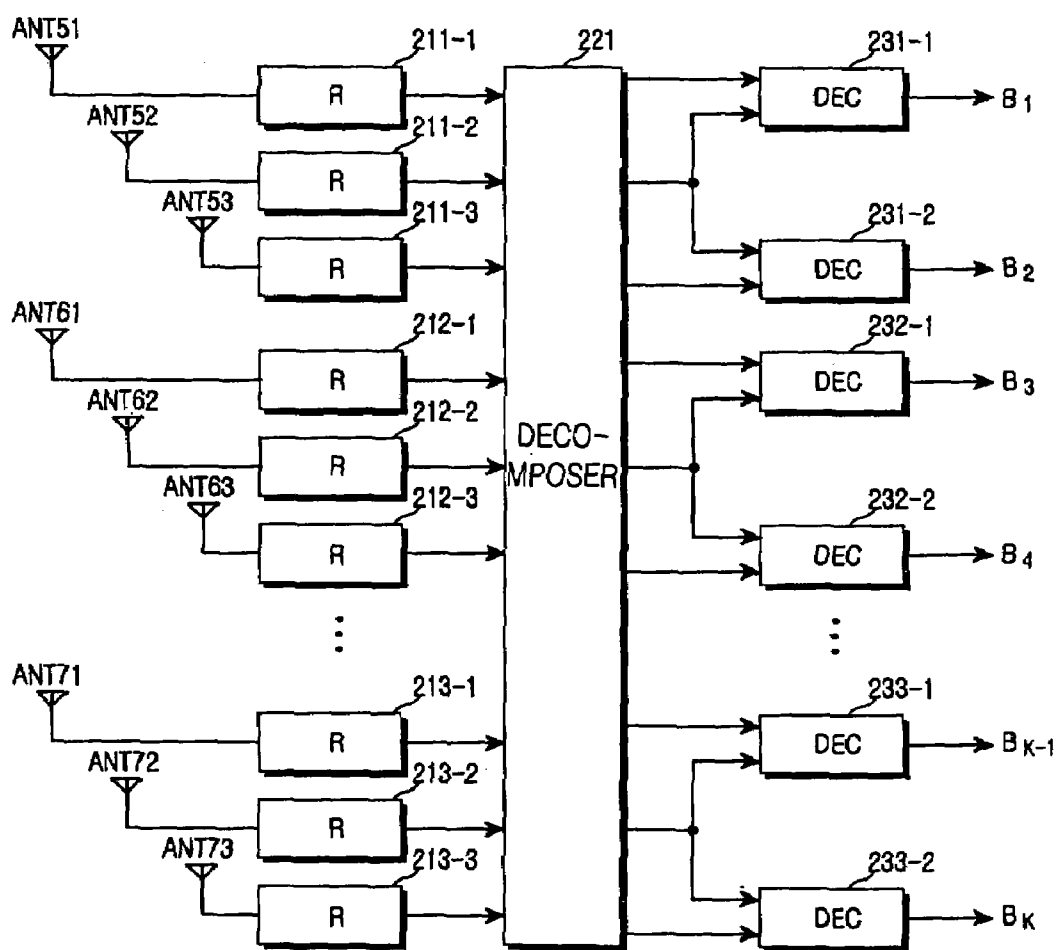 ANT51
211-1
221
231-1
R
DEC
B1
ANT52
211-2
R
ANT53
211-3
231-2
R
DEC
B2
ANT61
212-1
232-1
R
DEC
B3
ANT62
212-2
R
DECO-
MPOSER
ANT63
212-3
232-2
R
DEC
B4
ANT71
213-1
233-1
R
DEC
BK-1
ANT72
213-2
R
ANT73
213-3
233-2
R
DEC
BK